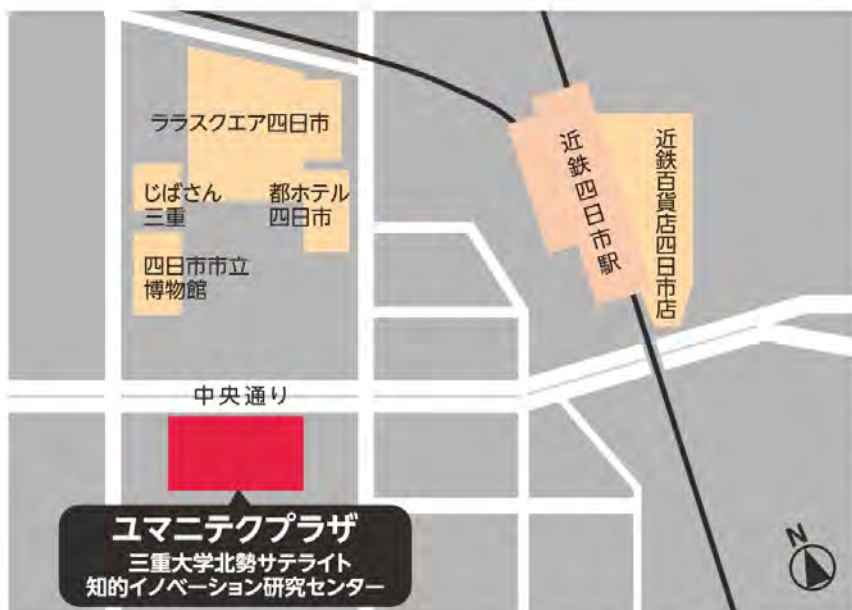 ララスクエア四日市
じばさん
三重
都ホテル
四日市
四日市市立
博物館
近鉄四日市駅
近鉄百貨店四日市店
中央通り
ユマニテクプラザ
三重大学北勢サテライト
知的イノベーション研究センター
N